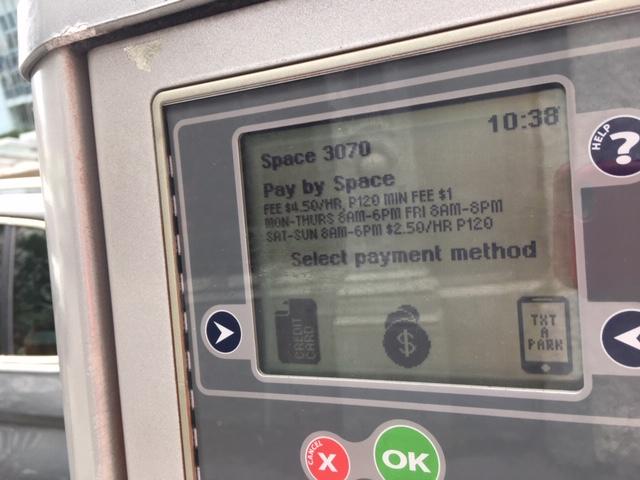 10:38
HELP
?
Space 3070
Pay by Space
FEE $4.50/HR, P120 MIN FEE $1
MON-THURS 8AM-6PM FRI 8AM-8PM
SAT-SUN 8AM-6PM $2.50/HR P120
Select payment method
CREDIT
CARD
$
TXT
A
PARK
CANCEL
X
OK